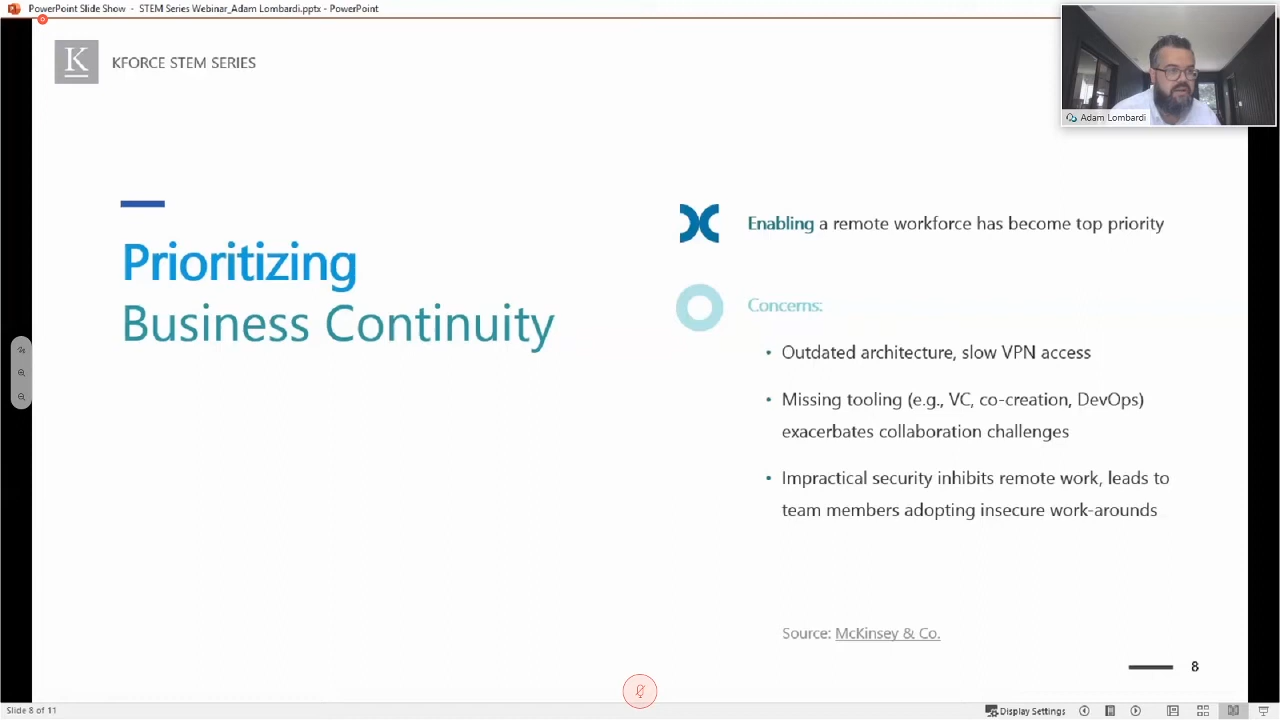 PowerPoint Slide Show - STEM Series Webinar_Adam Lombardi.pptx - PowerPoint
K
KFORCE STEM SERIES
Adam Lombardi
Prioritizing
Business Continuity
Enabling a remote workforce has become top priority
Concerns:
• Outdated architecture, slow VPN access
• Missing tooling (e.g., VC, co-creation, DevOps)
exacerbates collaboration challenges
• Impractical security inhibits remote work, leads to
team members adopting insecure work-arounds
Source: McKinsey & Co.
8
Slide 8 of 11
Display Settings